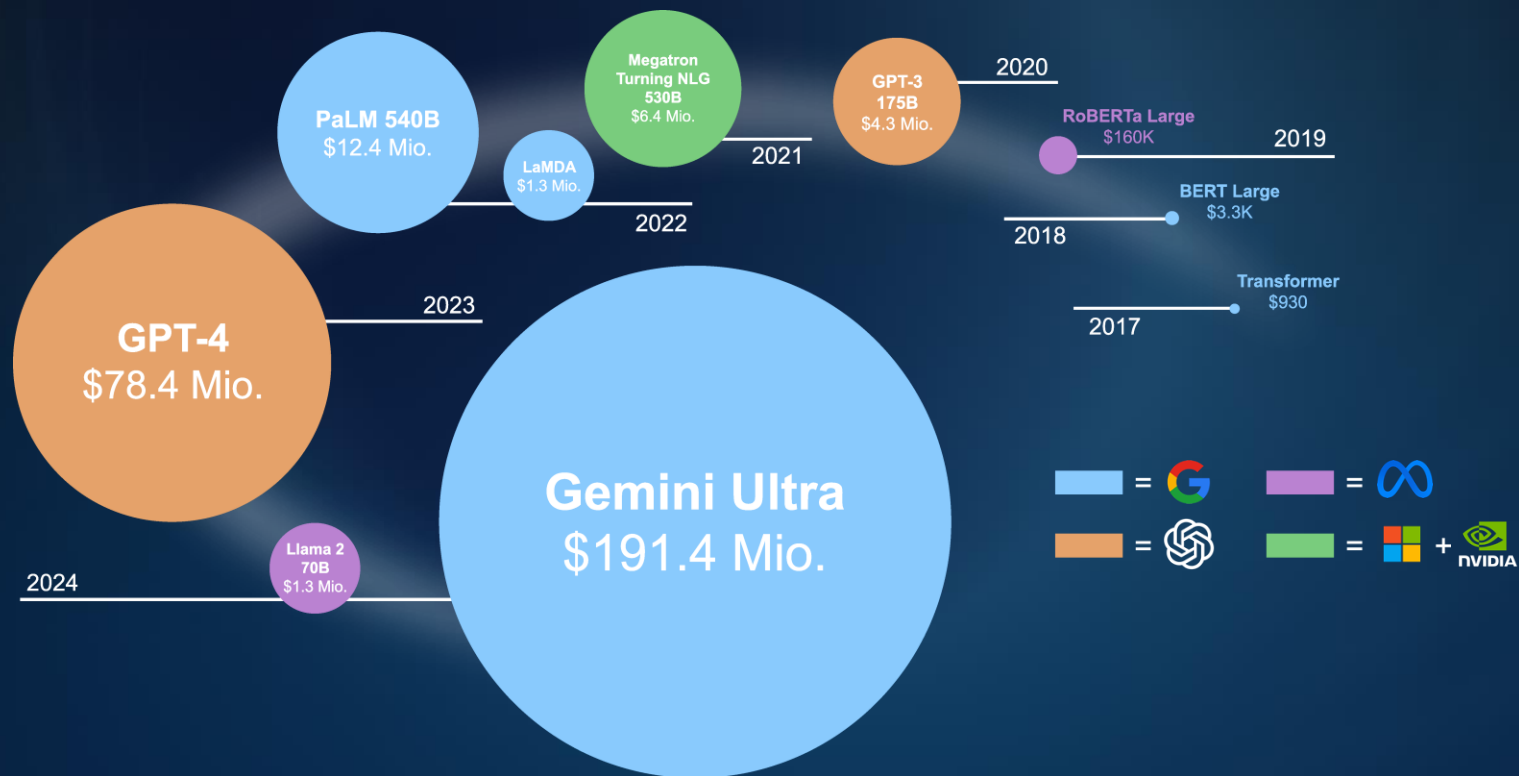 Megatron
Turning NLG
530B
$6.4 Mio.
GPT-3
175B
$4.3 Mio.
2020
PaLM 540B
$12.4 Mio.
RoBERTa Large
$160K
2019
2021
LaMDA
$1.3 Mio.
BERT Large
$3.3K
2022
2018
Transformer
$930
2023
2017
GPT-4
$78.4 Mio.
Gemini Ultra
$191.4 Mio.
=
=
=
= +
NVIDIA
Llama 2
70B
$1.3 Mio.
2024